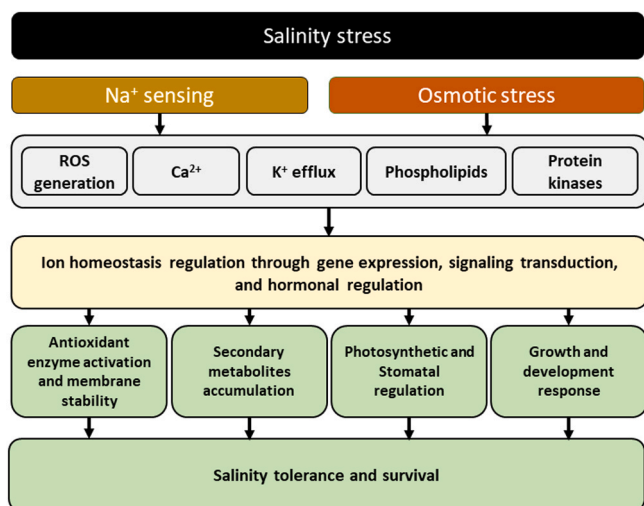 Salinity stress
Na⁺ sensing
Osmotic stress
ROS
generation
Ca²⁺
K⁺ efflux
Phospholipids
Protein
kinases
Ion homeostasis regulation through gene expression, signaling transduction,
and hormonal regulation
Antioxidant
enzyme activation
and membrane
stability
Secondary
metabolites
accumulation
Photosynthetic and
Stomatal
regulation
Growth and
development
response
Salinity tolerance and survival